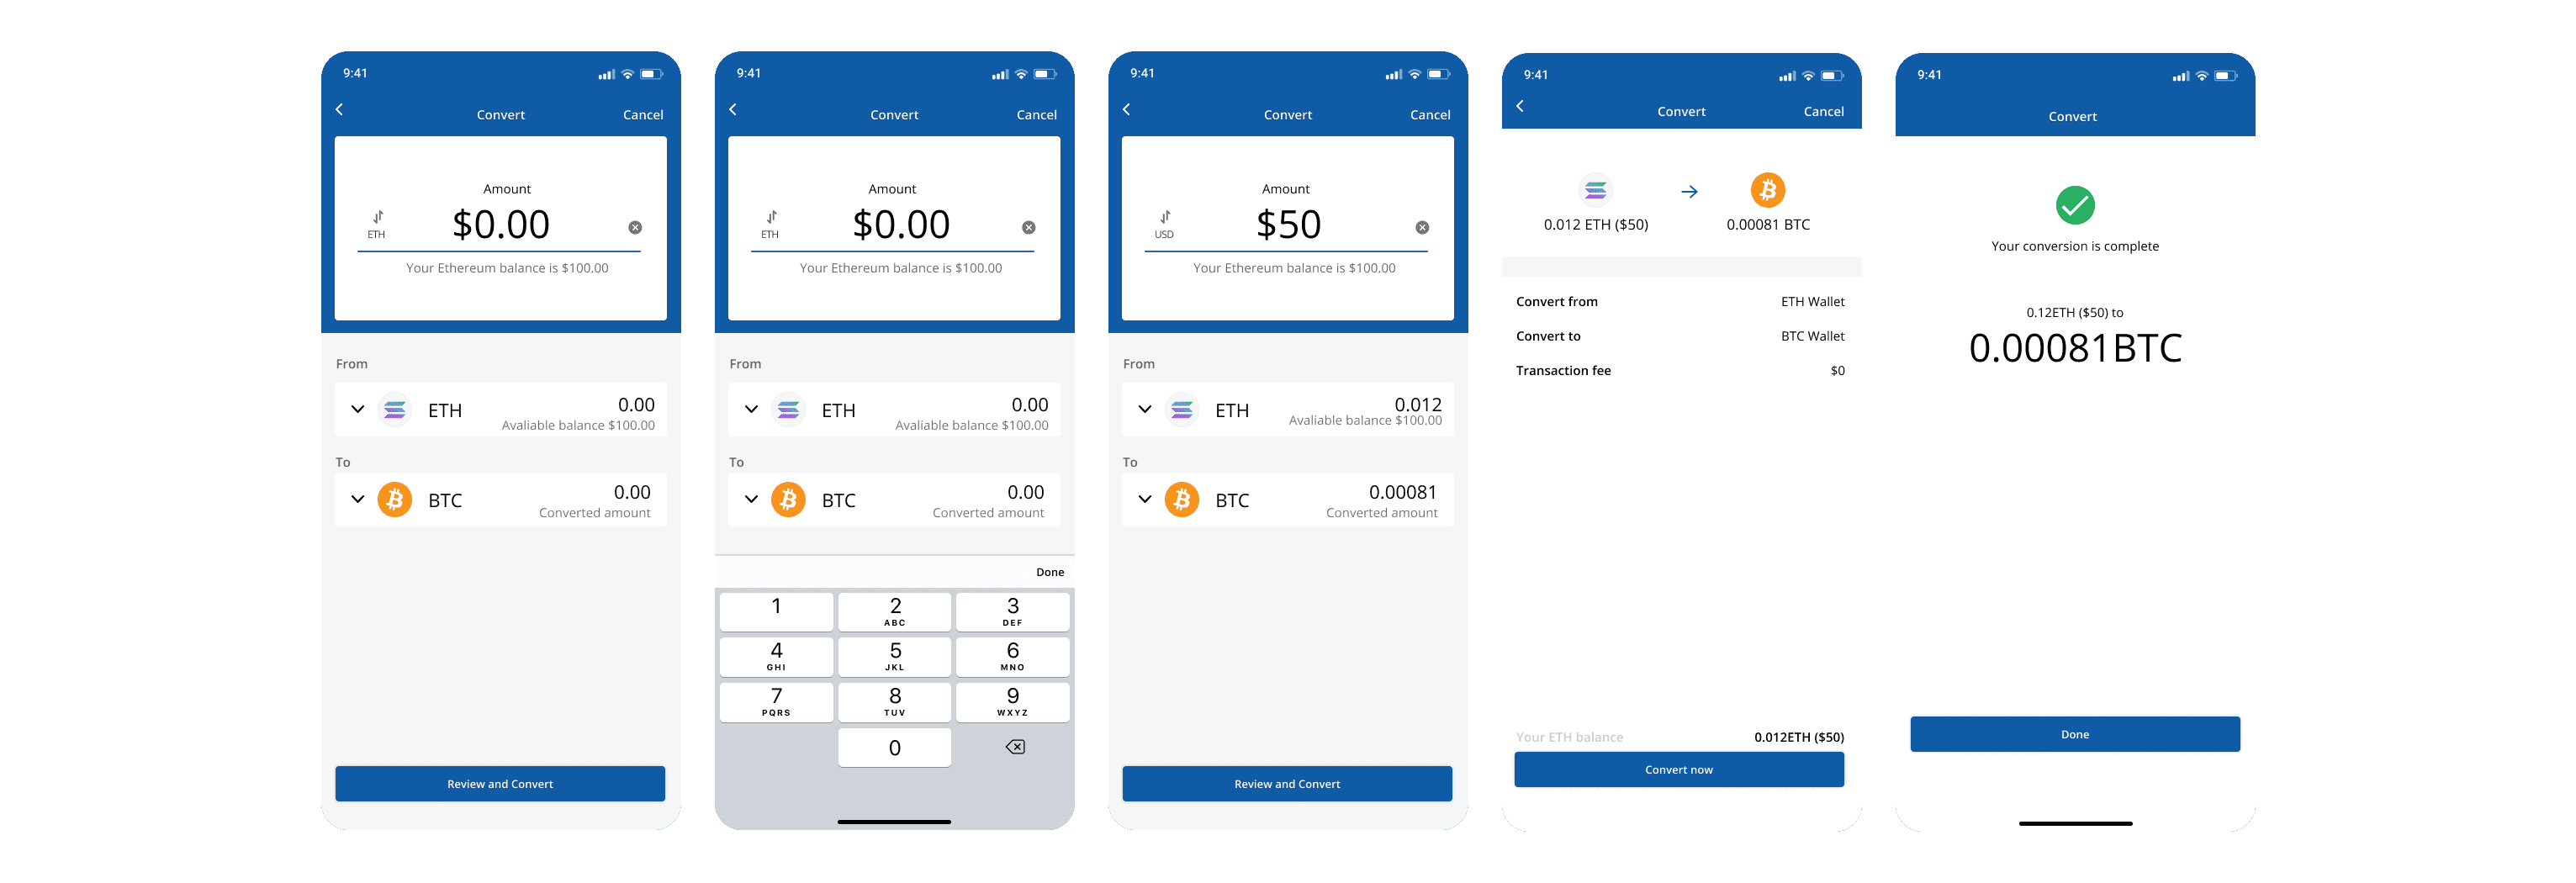 9:41
Convert
Cancel
Amount
ETH
$0.00
Your Ethereum balance is $100.00
From
ETH
0.00
Avaliable balance $100.00
To
BTC
0.00
Converted amount
Review and Convert
9:41
Convert
Cancel
Amount
ETH
$0.00
Your Ethereum balance is $100.00
From
ETH
0.00
Avaliable balance $100.00
To
BTC
0.00
Converted amount
Done
1
2
ABC
3
DEF
4
GHI
5
JKL
6
MNO
7
PQRS
8
TUV
9
WXYZ
0
9:41
Convert
Cancel
Amount
USD
$50
Your Ethereum balance is $100.00
From
ETH
0.012
Avaliable balance $100.00
To
BTC
0.00081
Converted amount
Review and Convert
9:41
Convert
Cancel
0.012 ETH ($50)
0.00081 BTC
Convert from
ETH Wallet
Convert to
BTC Wallet
Transaction fee
$0
Your ETH balance
0.012ETH ($50)
Convert now
9:41
Convert
Your conversion is complete
0.12ETH ($50) to
0.00081BTC
Done